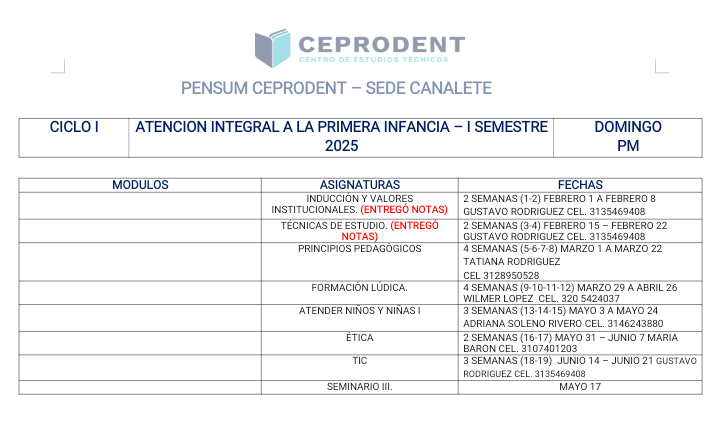 CEPRODENT
CENTRO DE ESTUDIOS TÉCNICOS
PENSUM CEPRODENT – SEDE CANALETE
CICLO I
ATENCION INTEGRAL A LA PRIMERA INFANCIA – I SEMESTRE
2025
DOMINGO
PM
MODULOS
ASIGNATURAS
FECHAS
INDUCCIÓN Y VALORES
INSTITUCIONALES. (ENTREGÓ NOTAS)
2 SEMANAS (1-2) FEBRERO 1 A FEBRERO 8
GUSTAVO RODRIGUEZ CEL. 3135469408
TÉCNICAS DE ESTUDIO. (ENTREGÓ
NOTAS)
2 SEMANAS (3-4) FEBRERO 15 – FEBRERO 22
GUSTAVO RODRIGUEZ CEL. 3135469408
PRINCIPIOS PEDAGÓGICOS
4 SEMANAS (5-6-7-8) MARZO 1 A MARZO 22
TATIANA RODRIGUEZ
CEL 3128950528
FORMACIÓN LÚDICA.
4 SEMANAS (9-10-11-12) MARZO 29 A ABRIL 26
WILMER LOPEZ CEL. 320 5424037
ATENDER NIÑOS Y NIÑAS I
3 SEMANAS (13-14-15) MAYO 3 A MAYO 24
ADRIANA SOLENO RIVERO CEL. 3146243880
ÉTICA
2 SEMANAS (16-17) MAYO 31 – JUNIO 7 MARIA
BARON CEL. 3107401203
TIC
3 SEMANAS (18-19) JUNIO 14 – JUNIO 21 GUSTAVO
RODRIGUEZ CEL. 3135469408
SEMINARIO III.
MAYO 17